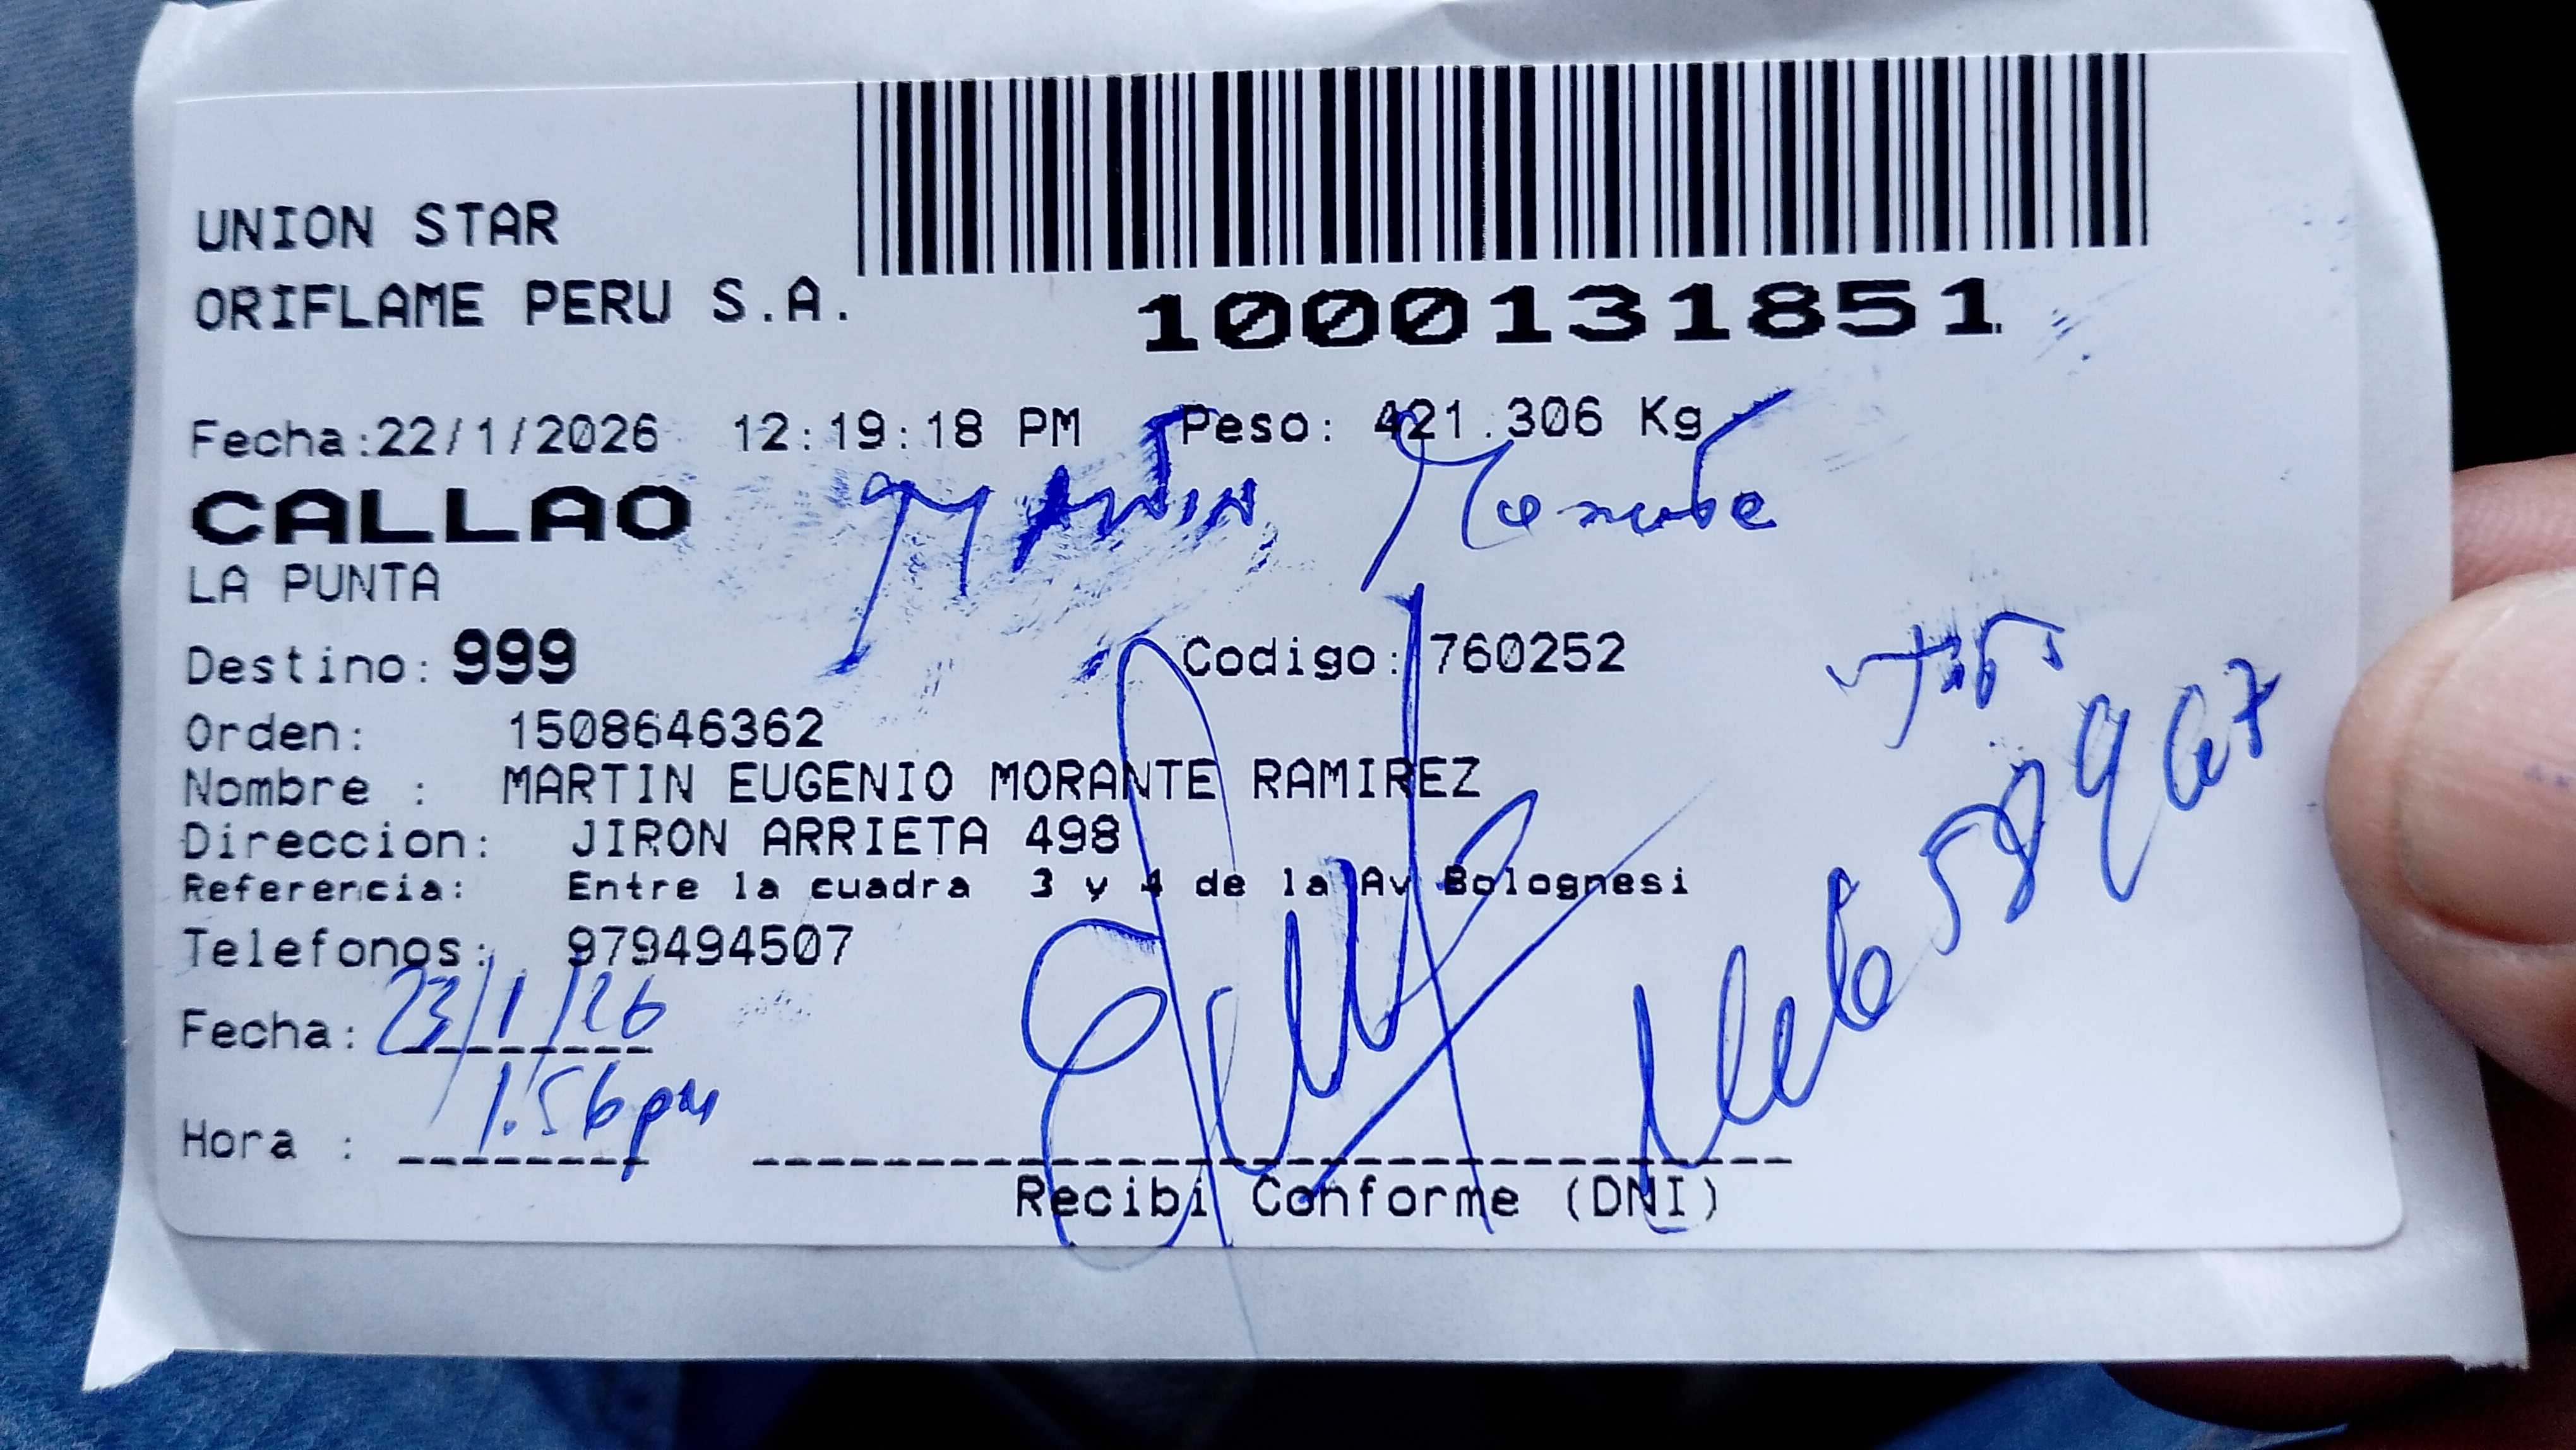 UNION STAR
ORIFLAME PERU S.A.
1000131851
Fecha:22/1/2026 12:19:18 PM Peso: 421.306 Kg
CALLAO
Martin Morante
LA PUNTA
Destino: 999 Codigo: 760252
Orden: 1508646362
Nombre : MARTIN EUGENIO MORANTE RAMIREZ
Direccion: JIRON ARRIETA 498
Referencia: Entre la cuadra 3 y 4 de la Av Bolognesi
Telefonos: 979494507
Fecha: 23/1/26
Hora : 1.56pm
Recibi Conforme (DNI)